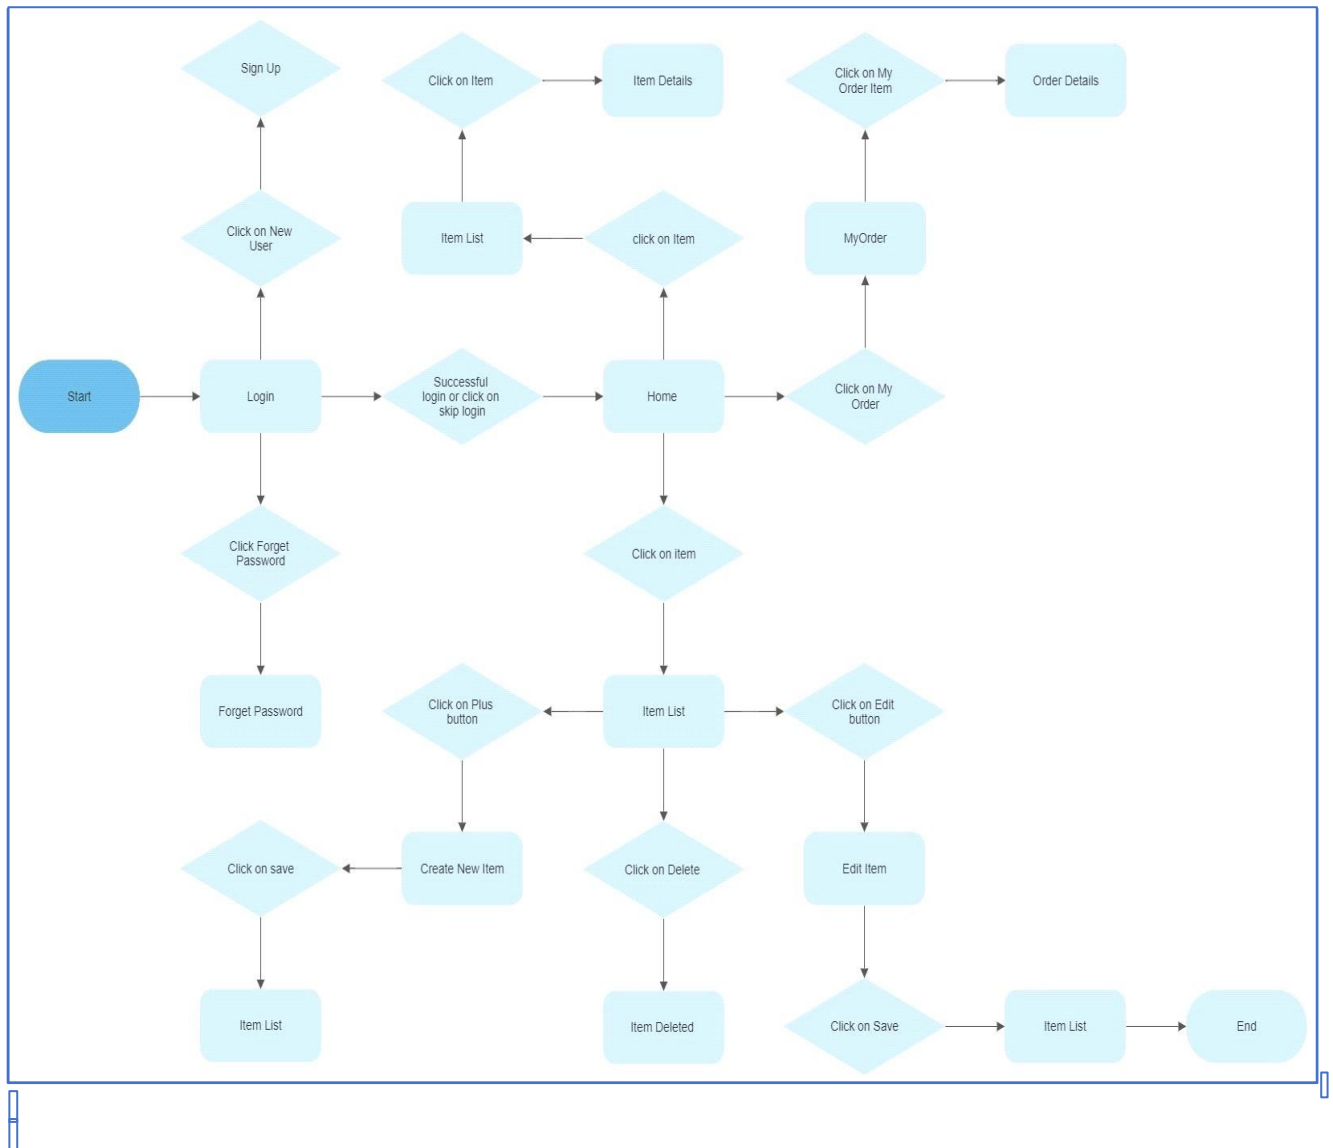 Sign Up
Click on Item
Item Details
Click on My
Order Item
Order Details
Click on New
User
Item List
click on Item
MyOrder
Start
Login
Successful
login or click on
skip login
Home
Click on My
Order
Click Forget
Password
Click on item
Forget Password
Click on Plus
button
Item List
Click on Edit
button
Click on save
Create New Item
Click on Delete
Edit Item
Item List
Item Deleted
Click on Save
Item List
End